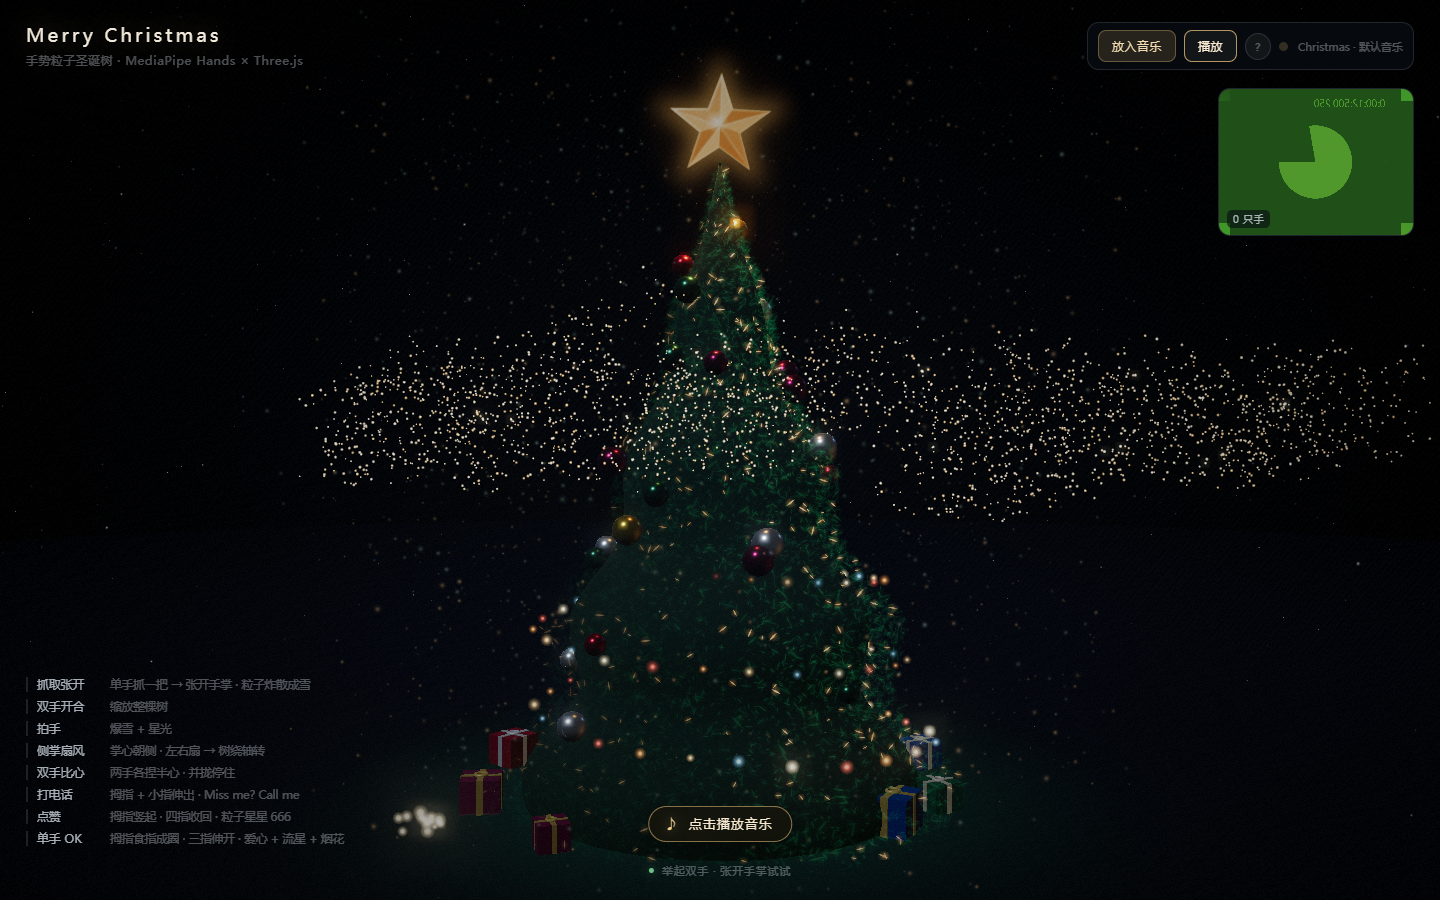 Merry Christmas
手势粒子圣诞树 · MediaPipe Hands × Three.js
放入音乐 播放 ? Christmas · 默认音乐
0 只手
抓取张开 单手抓一把 → 张开手掌 · 粒子炸散成雪
双手开合 缩放整棵树
拍手 爆雪 + 星光
侧掌扇风 掌心朝侧 · 左右扇 → 树绕轴转
双手比心 两手各捏半心 · 并拢停住
打电话 拇指 + 小指伸出 · Miss me? Call me
点赞 拇指竖起 · 四指收回 · 粒子星星 666
单手 OK 拇指食指成圈 · 三指伸开 · 爱心 + 流星 + 烟花
♪ 点击播放音乐
举起双手 · 张开手掌试试